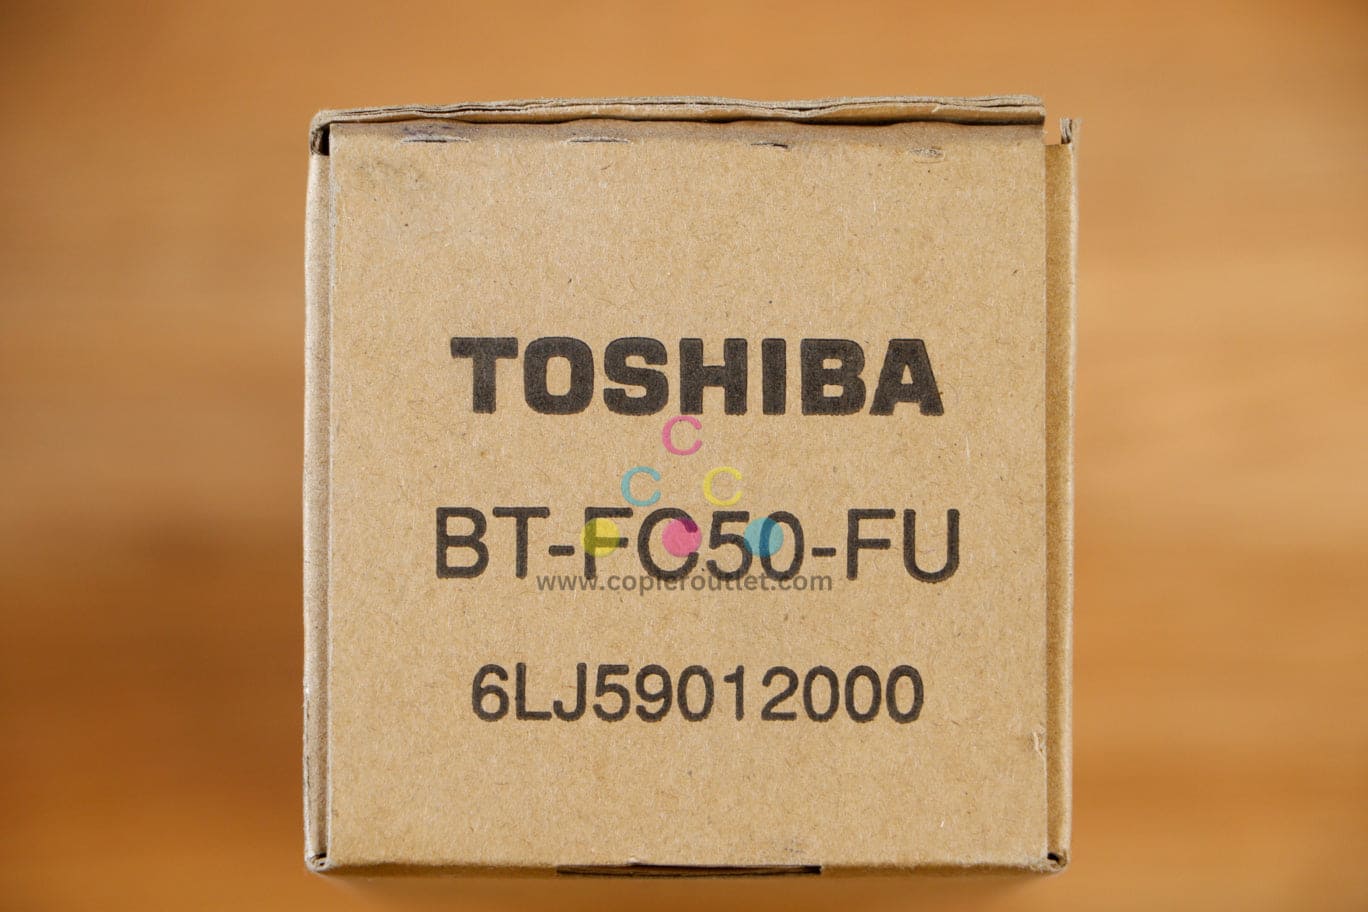 TOSHIBA
C
C C
BT-FC50-FU
www.copieroutlet.com
6LJ59012000